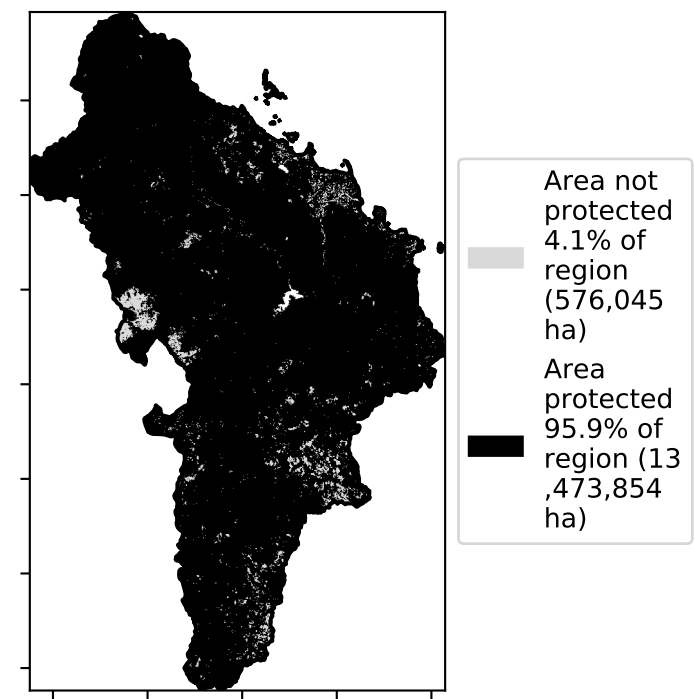 Area not
protected
4.1% of
region
(576,045
ha)
Area
protected
95.9% of
region (13
,473,854
ha)